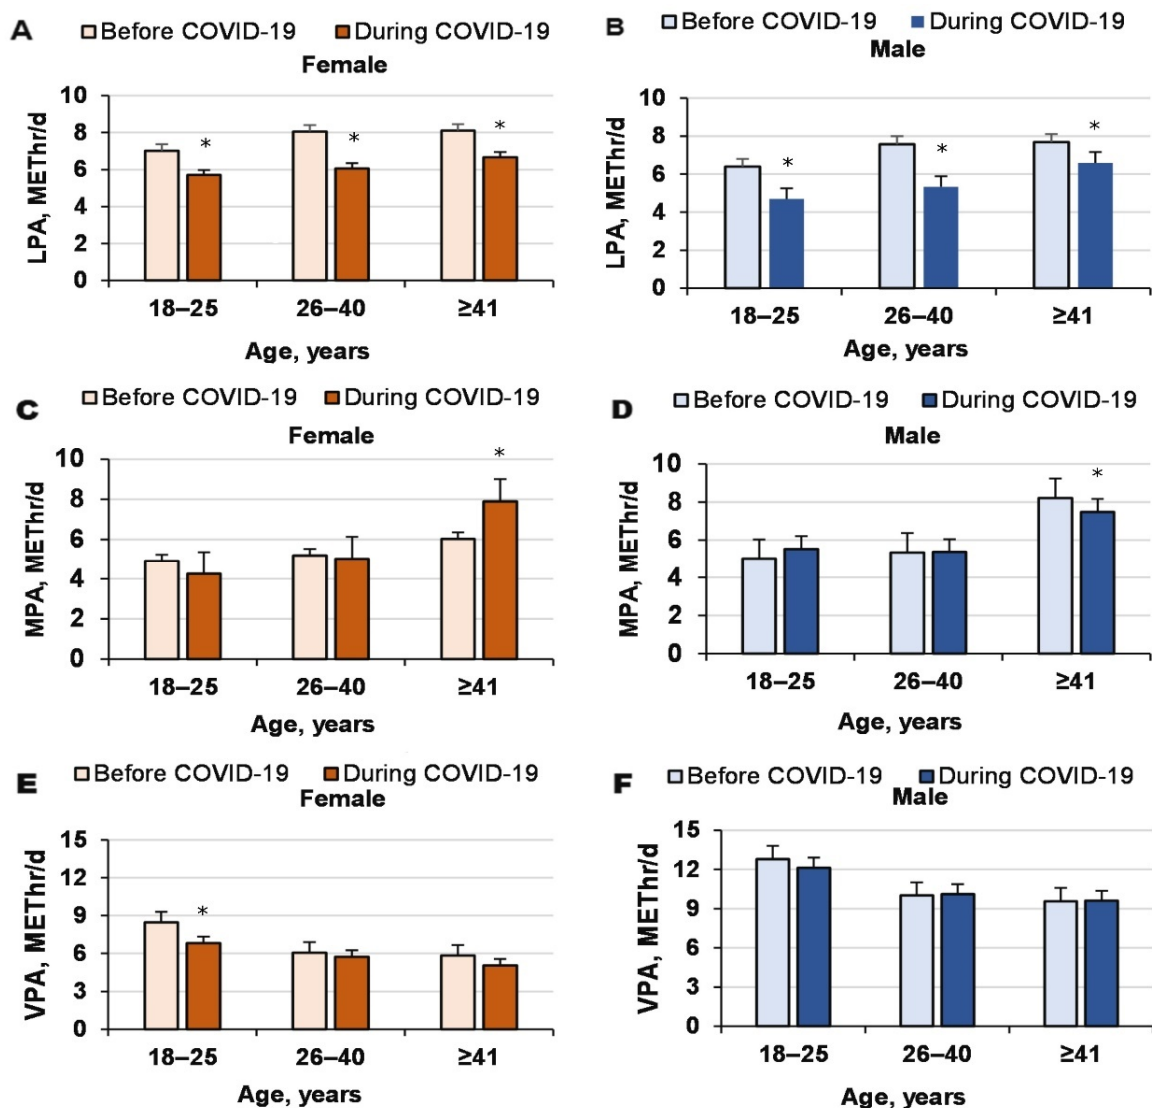 A
Before COVID-19 During COVID-19
Female
LPA, METhr/d
10
8
*
*
*
6
4
2
0
18–25 26–40 ≥41
Age, years
B
Before COVID-19 During COVID-19
Male
LPA, METhr/d
10
8
*
*
*
6
4
2
0
18–25 26–40 ≥41
Age, years
C
Before COVID-19 During COVID-19
Female
MPA, METhr/d
10
*
8
6
4
2
0
18–25 26–40 ≥41
Age, years
D
Before COVID-19 During COVID-19
Male
MPA, METhr/d
10
*
8
6
4
2
0
18–25 26–40 ≥41
Age, years
E
Before COVID-19 During COVID-19
Female
VPA, METhr/d
15
12
9
*
6
3
0
18–25 26–40 ≥41
Age, years
F
Before COVID-19 During COVID-19
Male
VPA, METhr/d
15
12
9
6
3
0
18–25 26–40 ≥41
Age, years